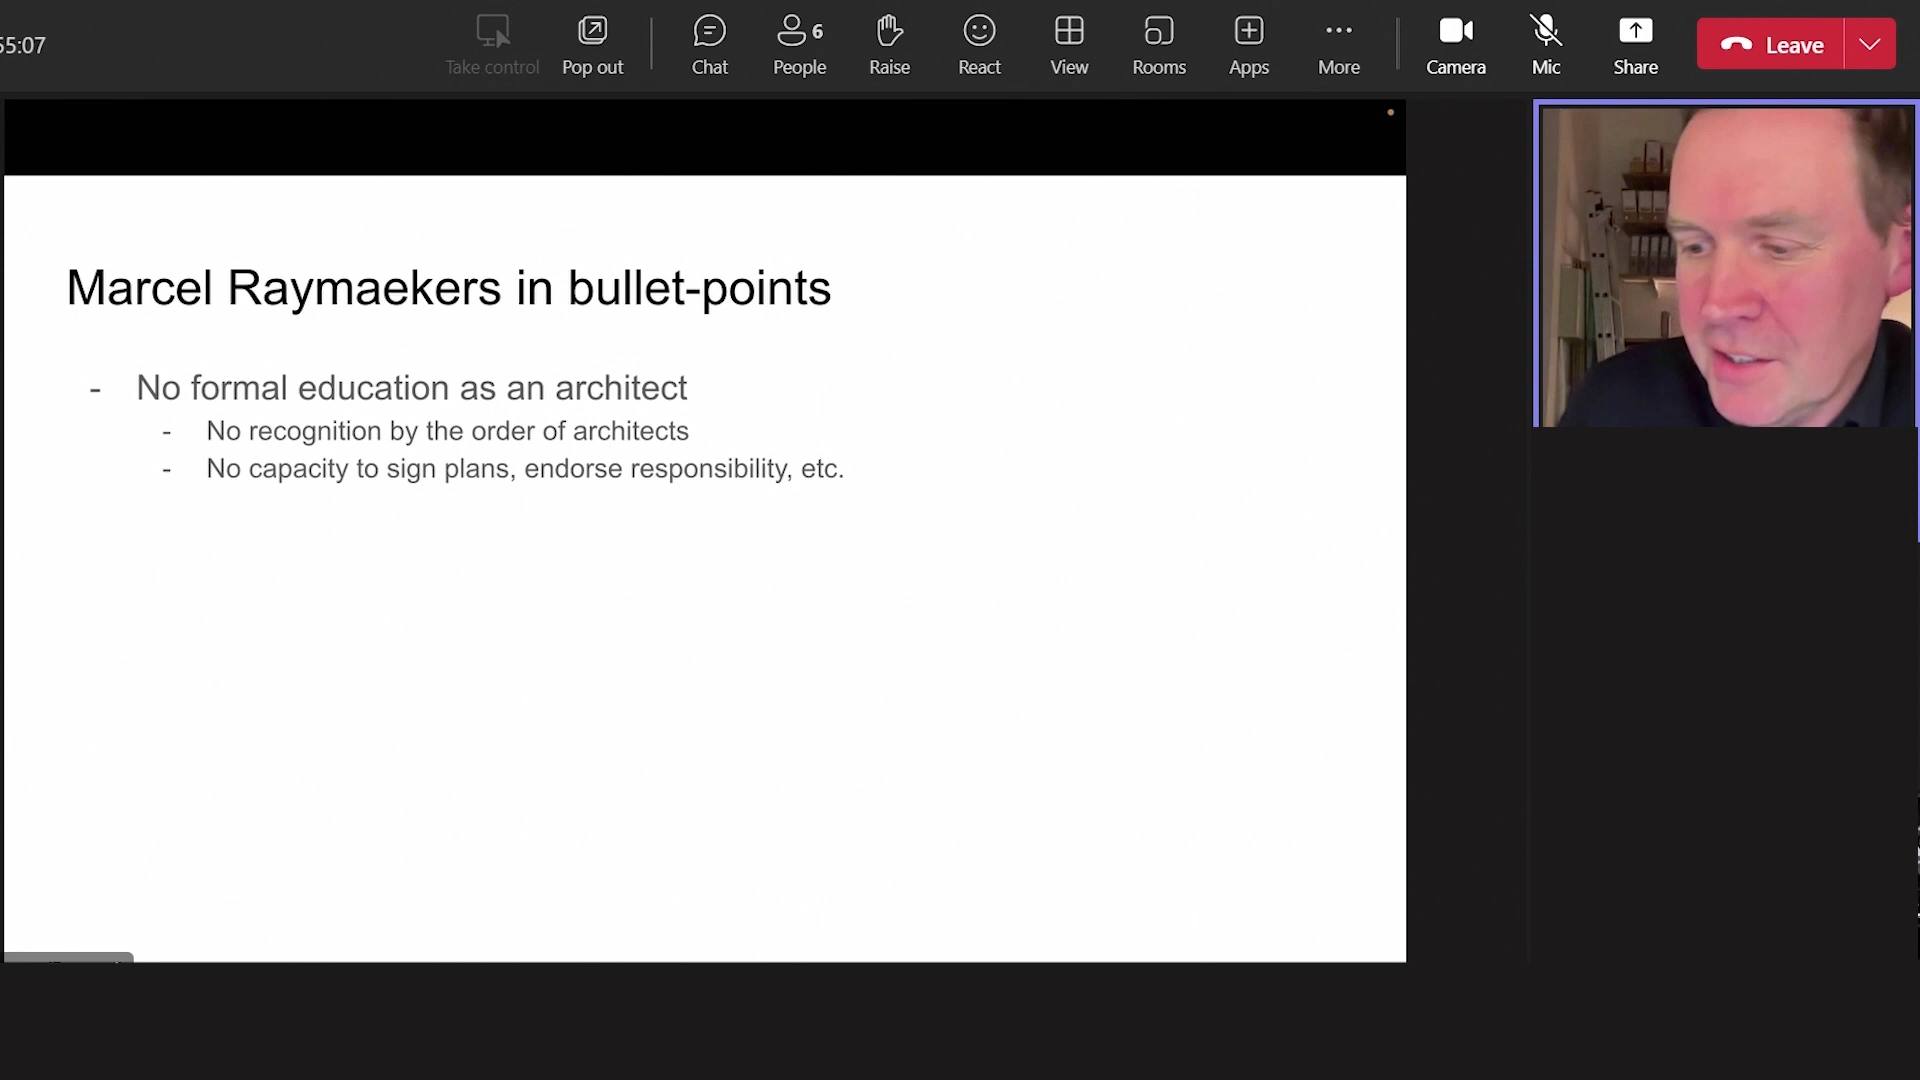 55:07
Take control
Pop out
Chat
6
People
Raise
React
View
Rooms
Apps
More
Camera
Mic
Share
Leave
Marcel Raymaekers in bullet-points
- No formal education as an architect
- No recognition by the order of architects
- No capacity to sign plans, endorse responsibility, etc.